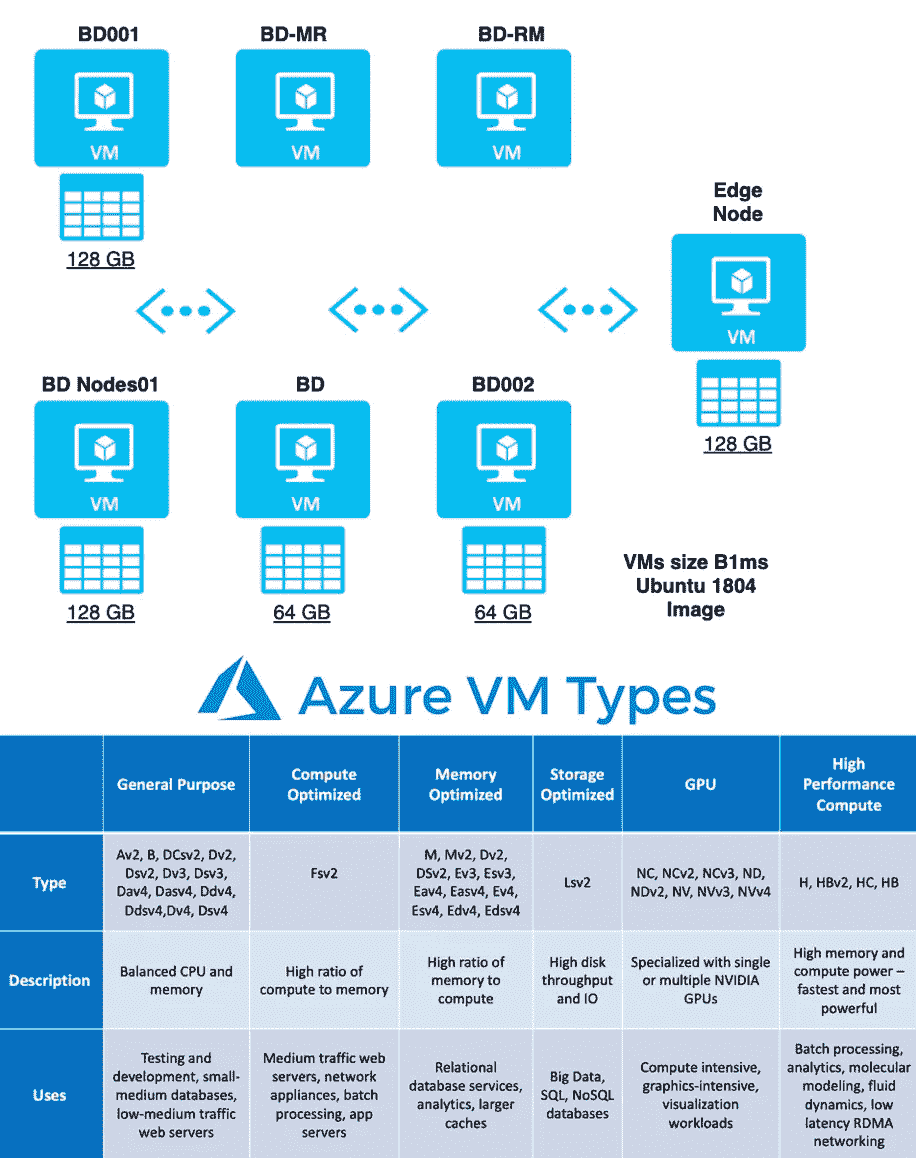 BD001
BD-MR
BD-RM
VM
VM
VM
128 GB
Edge
Node
VM
128 GB
BD Nodes01
BD
BD002
VM
VM
VM
128 GB
64 GB
64 GB
VMs size B1ms
Ubuntu 1804
Image
Azure VM Types
General Purpose
Compute
Optimized
Memory
Optimized
Storage
Optimized
GPU
High
Performance
Compute
Type
Av2, B, DCsv2, Dv2,
Dsv2, Dv3, Dsv3,
Dav4, Dasv4, Ddv4,
Ddsv4,Dv4, Dsv4
Fsv2
M, Mv2, Dv2,
DSv2, Ev3, Esv3,
Eav4, Easv4, Ev4,
Esv4, Edv4, Edsv4
Lsv2
NC, NCv2, NCv3, ND,
NDv2, NV, NVv3, NVv4
H, HBv2, HC, HB
Description
Balanced CPU and
memory
High ratio of
compute to memory
High ratio of
memory to
compute
High disk
throughput
and IO
Specialized with single
or multiple NVIDIA
GPUs
High memory and
compute power –
fastest and most
powerful
Uses
Testing and
development, small-
medium databases,
low-medium traffic
web servers
Medium traffic web
servers, network
appliances, batch
processing, app
servers
Relational
database services,
analytics, larger
caches
Big Data,
SQL, NoSQL
databases
Compute intensive,
graphics-intensive,
visualization
workloads
Batch processing,
analytics, molecular
modeling, fluid
dynamics, low
latency RDMA
networking